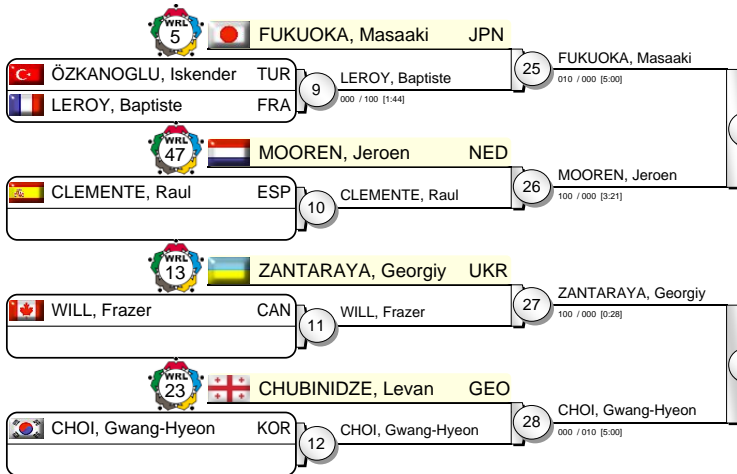 WRL
5
FUKUOKA, Masaaki JPN
ÖZKANOGLU, Iskender TUR
LEROY, Baptiste FRA
9
LEROY, Baptiste
000 / 100 [1:44]
25
FUKUOKA, Masaaki
010 / 000 [5:00]
WRL
47
MOOREN, Jeroen NED
CLEMENTE, Raul ESP
10
CLEMENTE, Raul
26
MOOREN, Jeroen
100 / 000 [3:21]
WRL
13
ZANTARAYA, Georgiy UKR
WILL, Frazer CAN
11
WILL, Frazer
27
ZANTARAYA, Georgiy
100 / 000 [0:28]
WRL
23
CHUBINIDZE, Levan GEO
CHOI, Gwang-Hyeon KOR
12
CHOI, Gwang-Hyeon
28
CHOI, Gwang-Hyeon
000 / 010 [5:00]